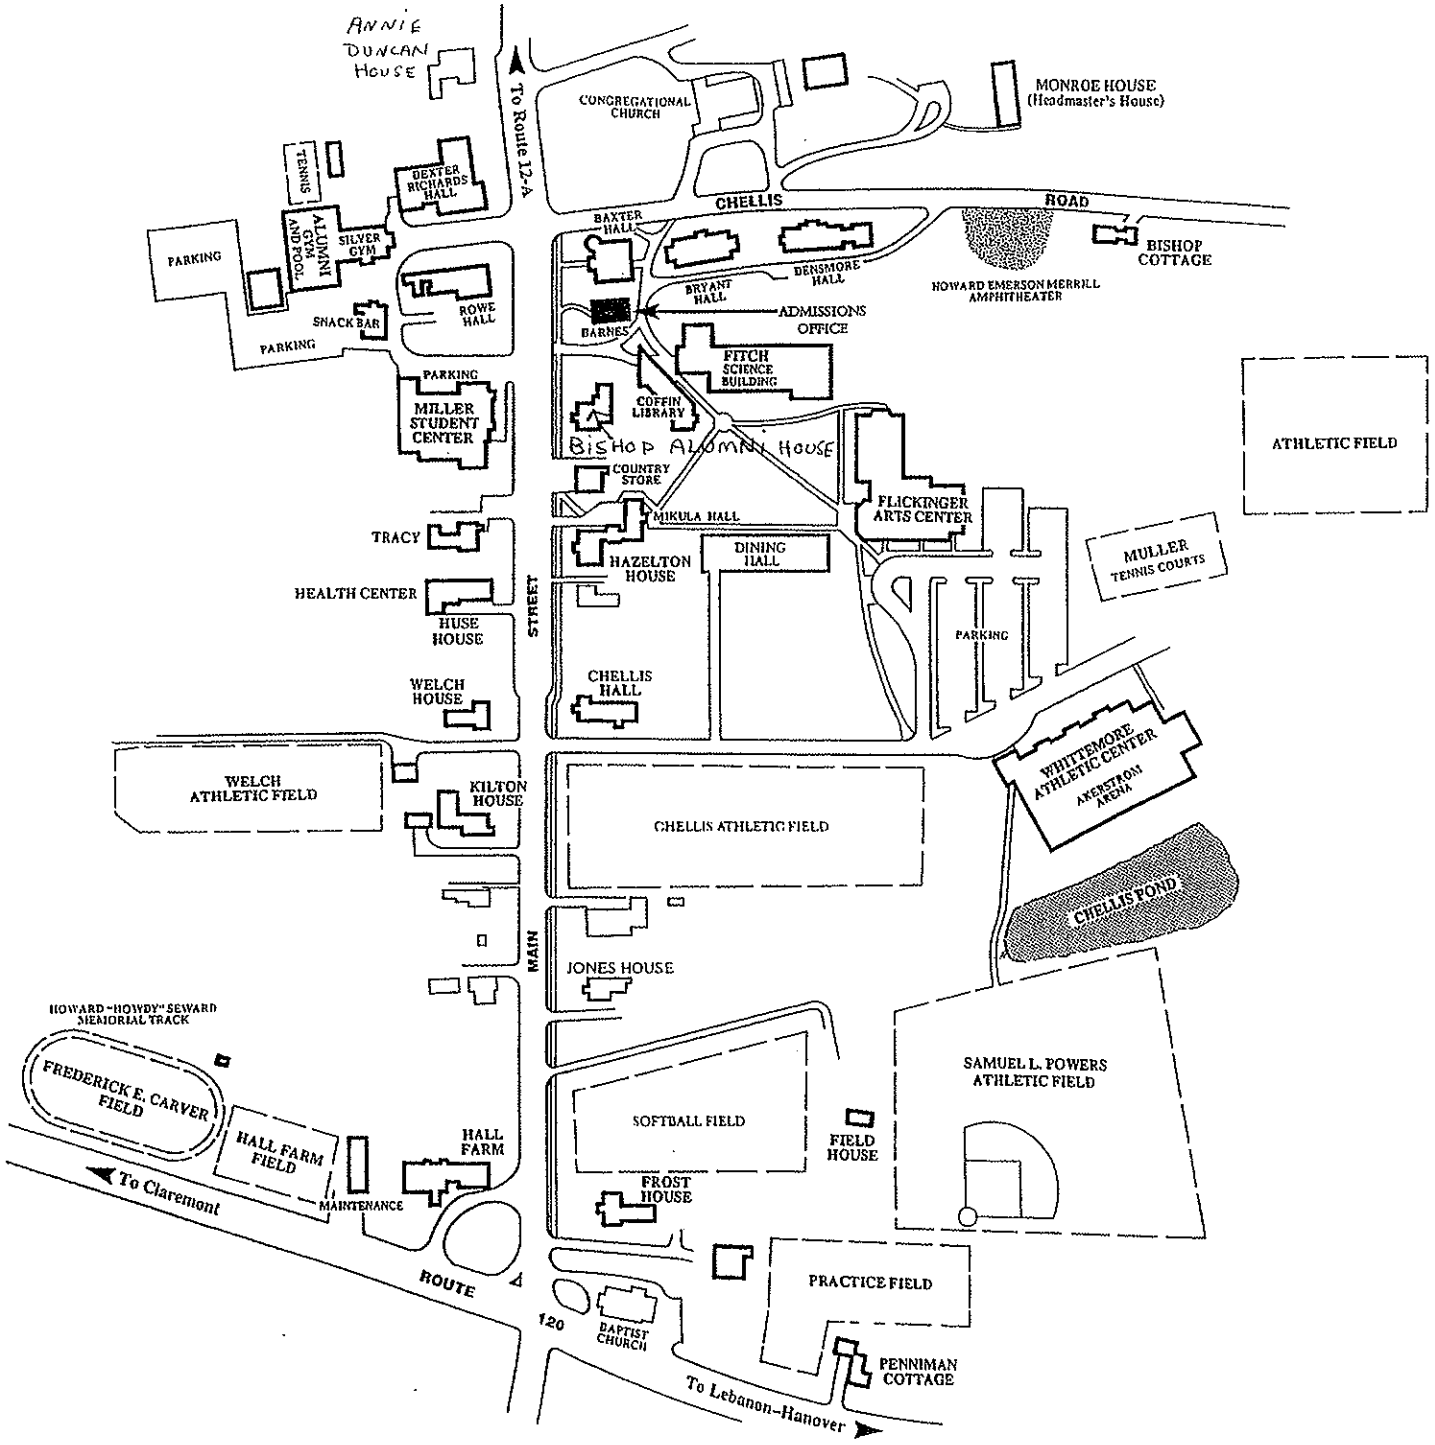 ANNIE
DUNCAN
HOUSE
To Route 12-A
CONGREGATIONAL
CHURCH
MONROE HOUSE
(Headmaster's House)
TENNIS
DEXTER
RICHARDS
HALL
CHELLIS
ROAD
BAXTER
HALL
ALUMNI
GYM
AND POOL
SILVER
GYM
PARKING
BISHOP
COTTAGE
BRYANT
HALL
DENSMORE
HALL
HOWARD EMERSON MERRILL
AMPHITHEATER
ROWE
HALL
SNACK BAR
PARKING
BARNES
ADMISSIONS
OFFICE
FITCH
SCIENCE
BUILDING
PARKING
MILLER
STUDENT
CENTER
COFFIN
LIBRARY
BISHOP ALUMNI HOUSE
ATHLETIC FIELD
COUNTRY
STORE
MIKULA HALL
FLICKINGER
ARTS CENTER
TRACY
HAZELTON
HOUSE
DINING
HALL
MULLER
TENNIS COURTS
HEALTH CENTER
HUSE
HOUSE
STREET
PARKING
WELCH
HOUSE
CHELLIS
HALL
WHITTEMORE
ATHLETIC CENTER
AKERSTROM
ARENA
WELCH
ATHLETIC FIELD
KILTON
HOUSE
CHELLIS ATHLETIC FIELD
CHELLIS POND
MAIN
JONES HOUSE
HOWARD "HOWDY" SEWARD
MEMORIAL TRACK
FREDERICK E. CARVER
FIELD
SAMUEL L. POWERS
ATHLETIC FIELD
SOFTBALL FIELD
FIELD
HOUSE
HALL FARM
FIELD
HALL
FARM
To Claremont
MAINTENANCE
FROST
HOUSE
ROUTE
120
PRACTICE FIELD
BAPTIST
CHURCH
PENNIMAN
COTTAGE
To Lebanon-Hanover